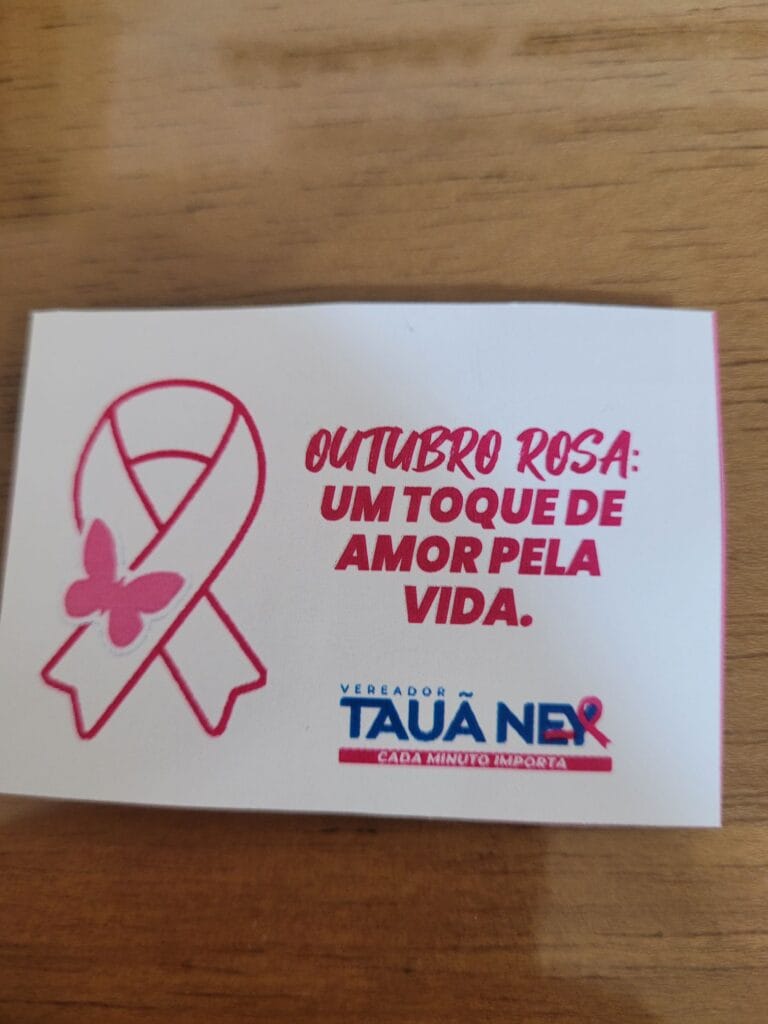 OUTUBRO ROSA:
UM TOQUE DE
AMOR PELA
VIDA.
VEREADOR
TAUÃ NEY
CADA MINUTO IMPORTA